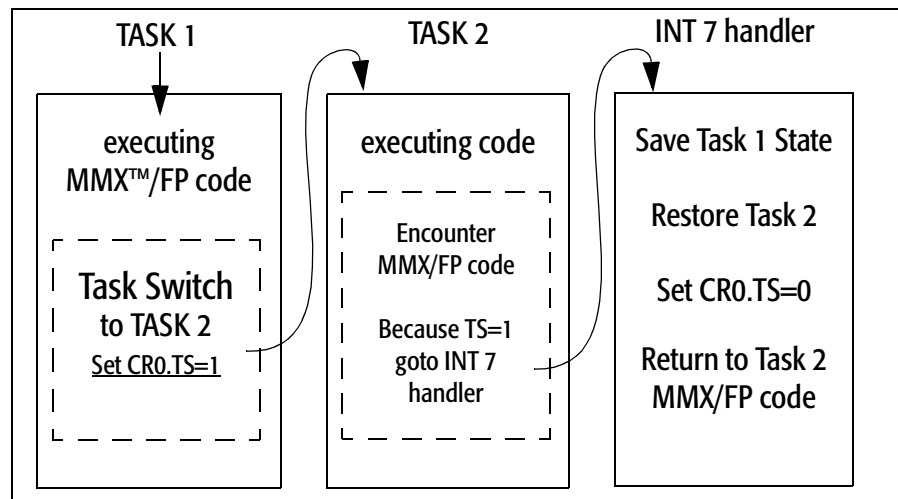 TASK 1
executing
MMX™/FP code
Task Switch
to TASK 2
Set CR0.TS=1
TASK 2
executing code
Encounter
MMX/FP code
Because TS=1
goto INT 7
handler
INT 7 handler
Save Task 1 State
Restore Task 2
Set CR0.TS=0
Return to Task 2
MMX/FP code